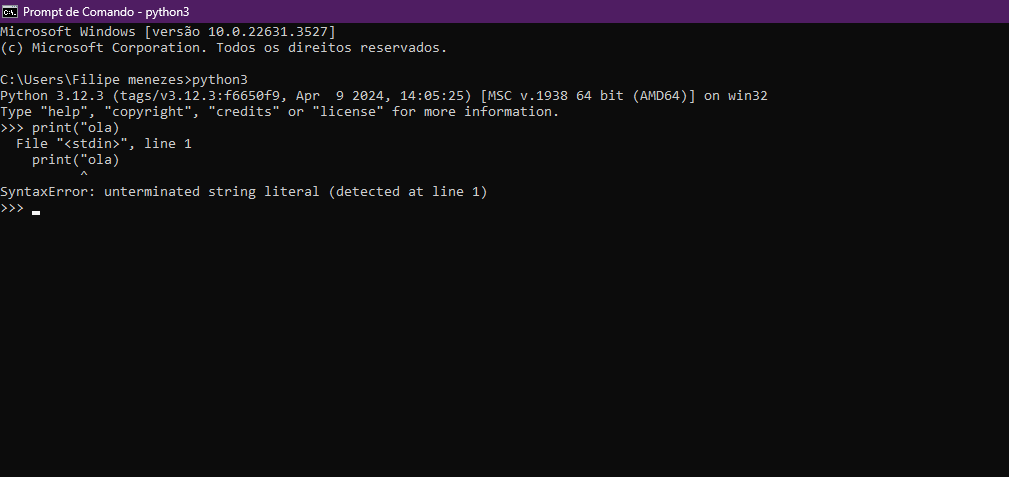 Prompt de Comando - python3
Microsoft Windows [versão 10.0.22631.3527]
(c) Microsoft Corporation. Todos os direitos reservados.
C:\Users\Filipe menezes>python3
Python 3.12.3 (tags/v3.12.3:f6650f9, Apr  9 2024, 14:05:25) [MSC v.1938 64 bit (AMD64)] on win32
Type "help", "copyright", "credits" or "license" for more information.
>>> print("ola)
  File "<stdin>", line 1
    print("ola)
          ^
SyntaxError: unterminated string literal (detected at line 1)
>>>